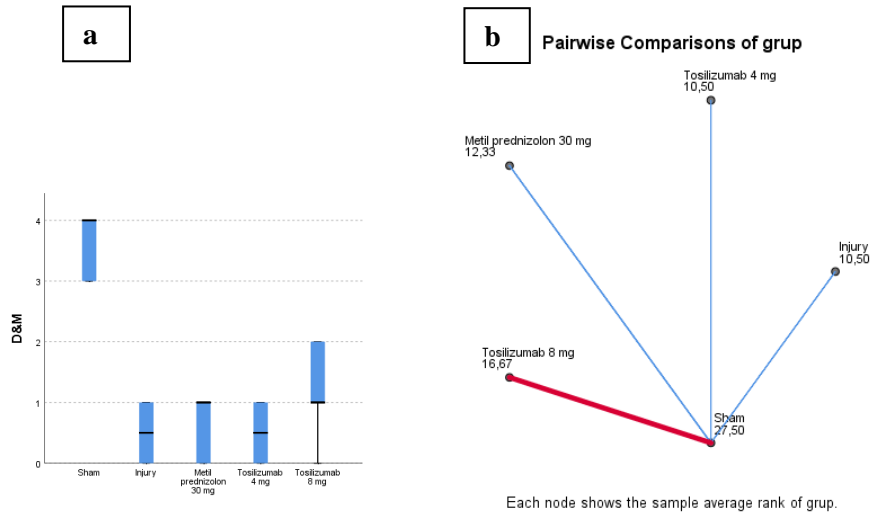 a
4
3
2
1
0
D&M
Sham
Injury
Metil
prednizolon
30 mg
Tosilizumab
4 mg
Tosilizumab
8 mg
b
Pairwise Comparisons of grup
Tosilizumab 4 mg
10,50
Metil prednizolon 30 mg
12,33
Injury
10,50
Tosilizumab 8 mg
16,67
Sham
27,50
Each node shows the sample average rank of grup.